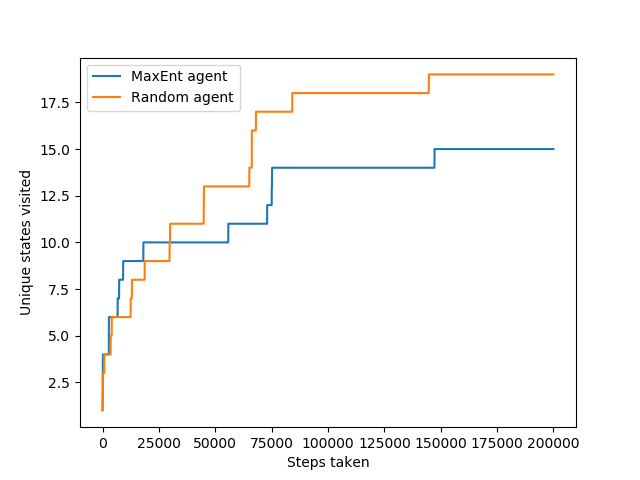 MaxEnt agent
Random agent
17.5
15.0
12.5
10.0
7.5
5.0
2.5
Unique states visited
0 25000 50000 75000 100000 125000 150000 175000 200000
Steps taken